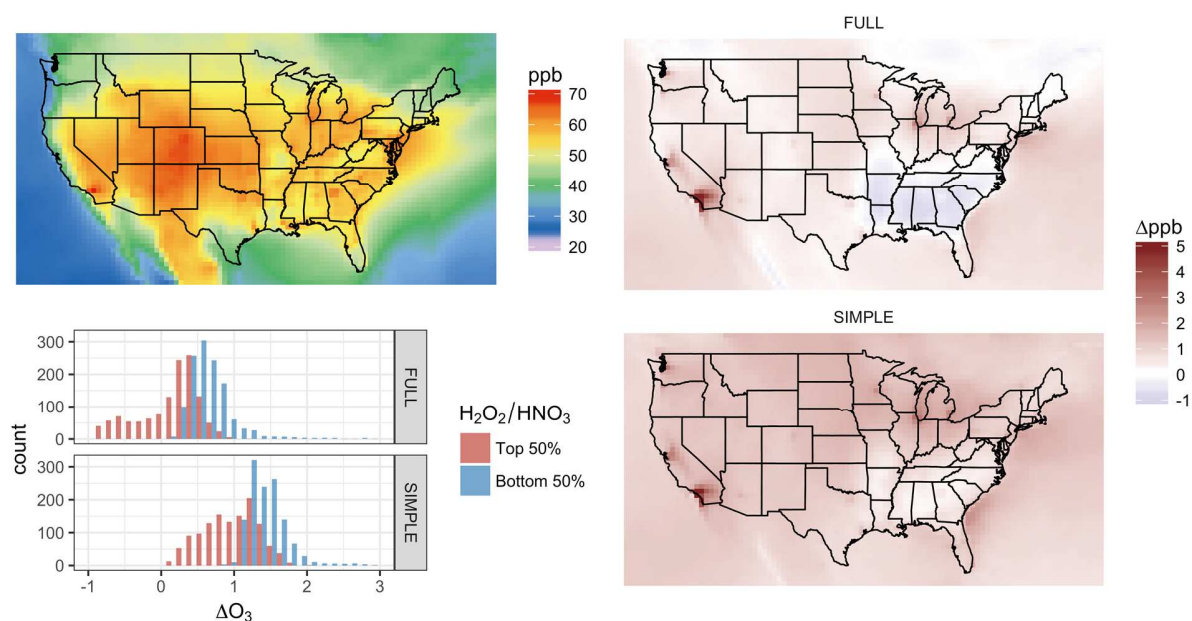 ppb
70
60
50
40
30
20
FULL
SIMPLE
Δppb
5
4
3
2
1
0
-1
300
200
100
0
FULL
300
200
100
0
SIMPLE
count
-1 0 1 2 3
ΔO₃
H₂O₂/HNO₃
Top 50%
Bottom 50%